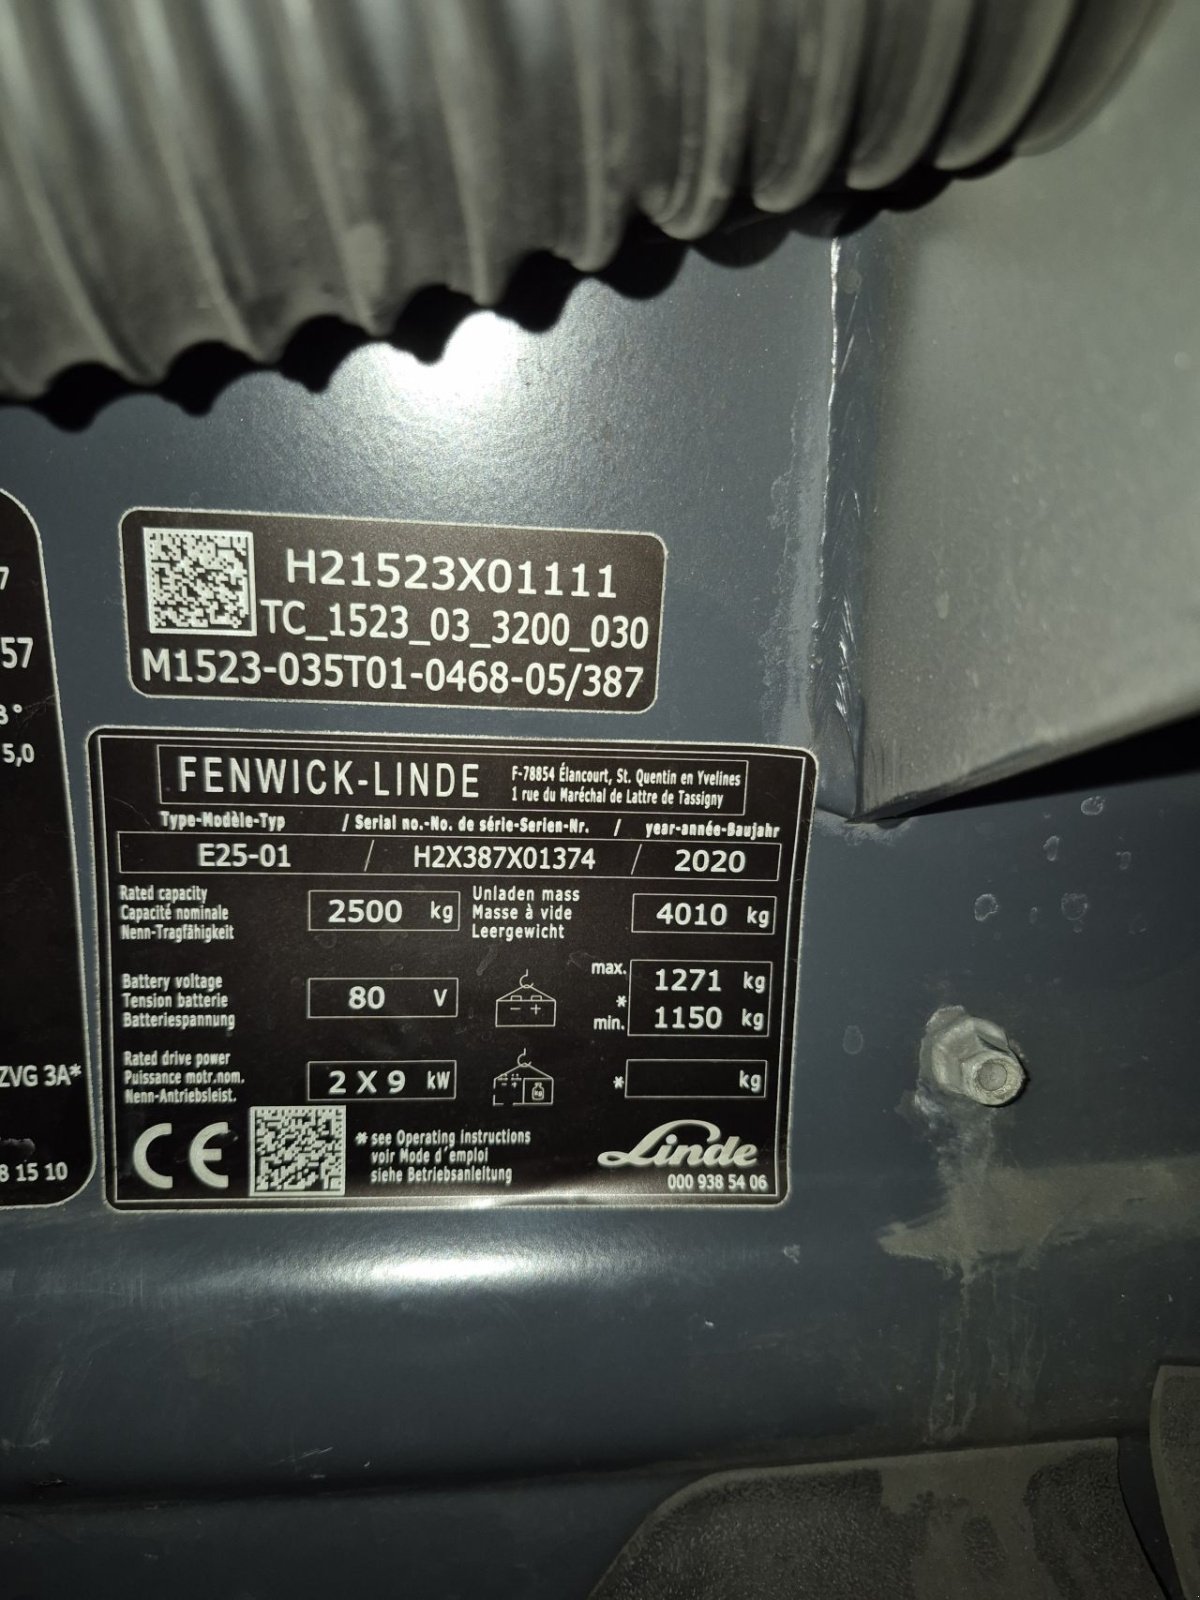 7
57
3°
5,0
ZVG 3A*
8 15 10
H21523X01111
TC_1523_03_3200_030
M1523-035T01-0468-05/387
FENWICK-LINDE
F-78854 Élancourt, St. Quentin en Yvelines
1 rue du Maréchal de Lattre de Tassigny
Type-Modèle-Typ / Serial no.-No. de série-Serien-Nr. / year-année-Baujahr
E25-01 / H2X387X01374 / 2020
Rated capacity
Capacité nominale
Nenn-Tragfähigkeit
2500 kg
Unladen mass
Masse à vide
Leergewicht
4010 kg
Battery voltage
Tension batterie
Batteriespannung
80 V
- +
max. 1271 kg
*
min. 1150 kg
Rated drive power
Puissance motr.nom.
Nenn-Antriebsleist.
2 X 9 kW
kg
* kg
CE
* see Operating instructions
voir Mode d'emploi
siehe Betriebsanleitung
Linde
000 938 54 06